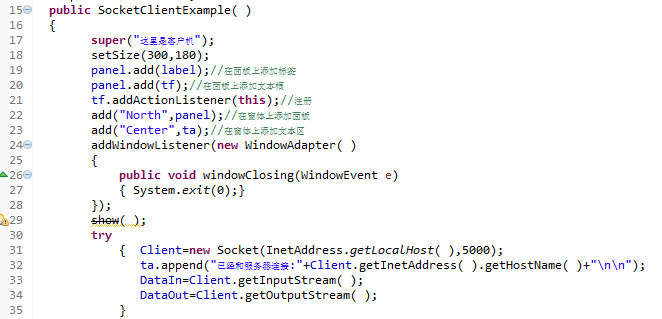 15 public SocketClientExample( )
16 {
17 super("这里是客户机");
18 setSize(300,180);
19 panel.add(label);//在面板上添加标签
20 panel.add(tf);//在面板上添加文本框
21 tf.addActionListener(this);//注册
22 add("North",panel);//在窗体上添加面板
23 add("Center",ta);//在窗体上添加文本区
24 addWindowListener(new WindowAdapter( )
25 {
26 public void windowClosing(WindowEvent e)
27 { System.exit(0);}
28 });
29 show( );
30 try
31 { Client=new Socket(InetAddress.getLocalHost( ),5000);
32 ta.append("已经和服务器连接:"+Client.getInetAddress( ).getHostName( )+"\n\n");
33 DataIn=Client.getInputStream( );
34 DataOut=Client.getOutputStream( );
35 }